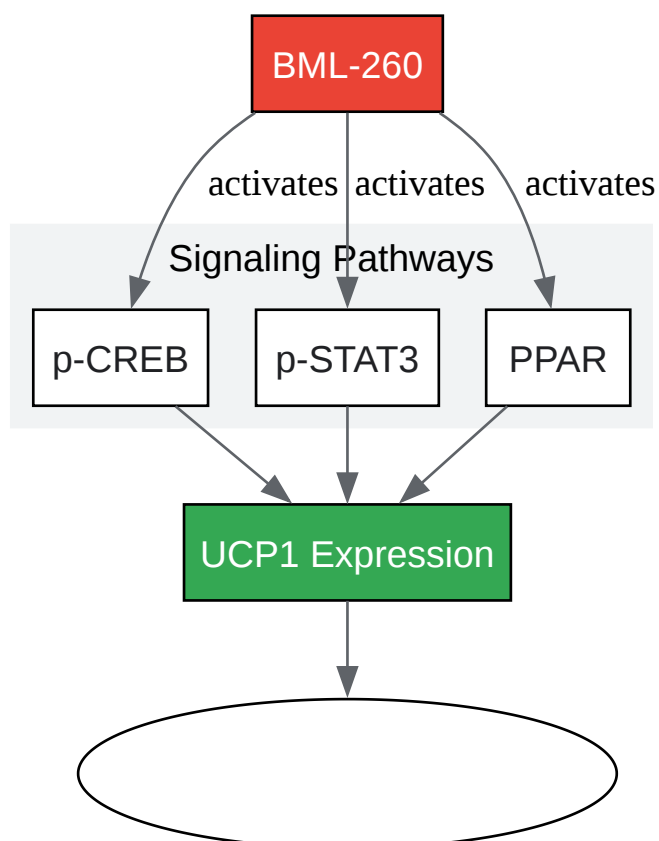 BML-260
activates activates activates
Signaling Pathways
p-CREB p-STAT3 PPAR
UCP1 Expression